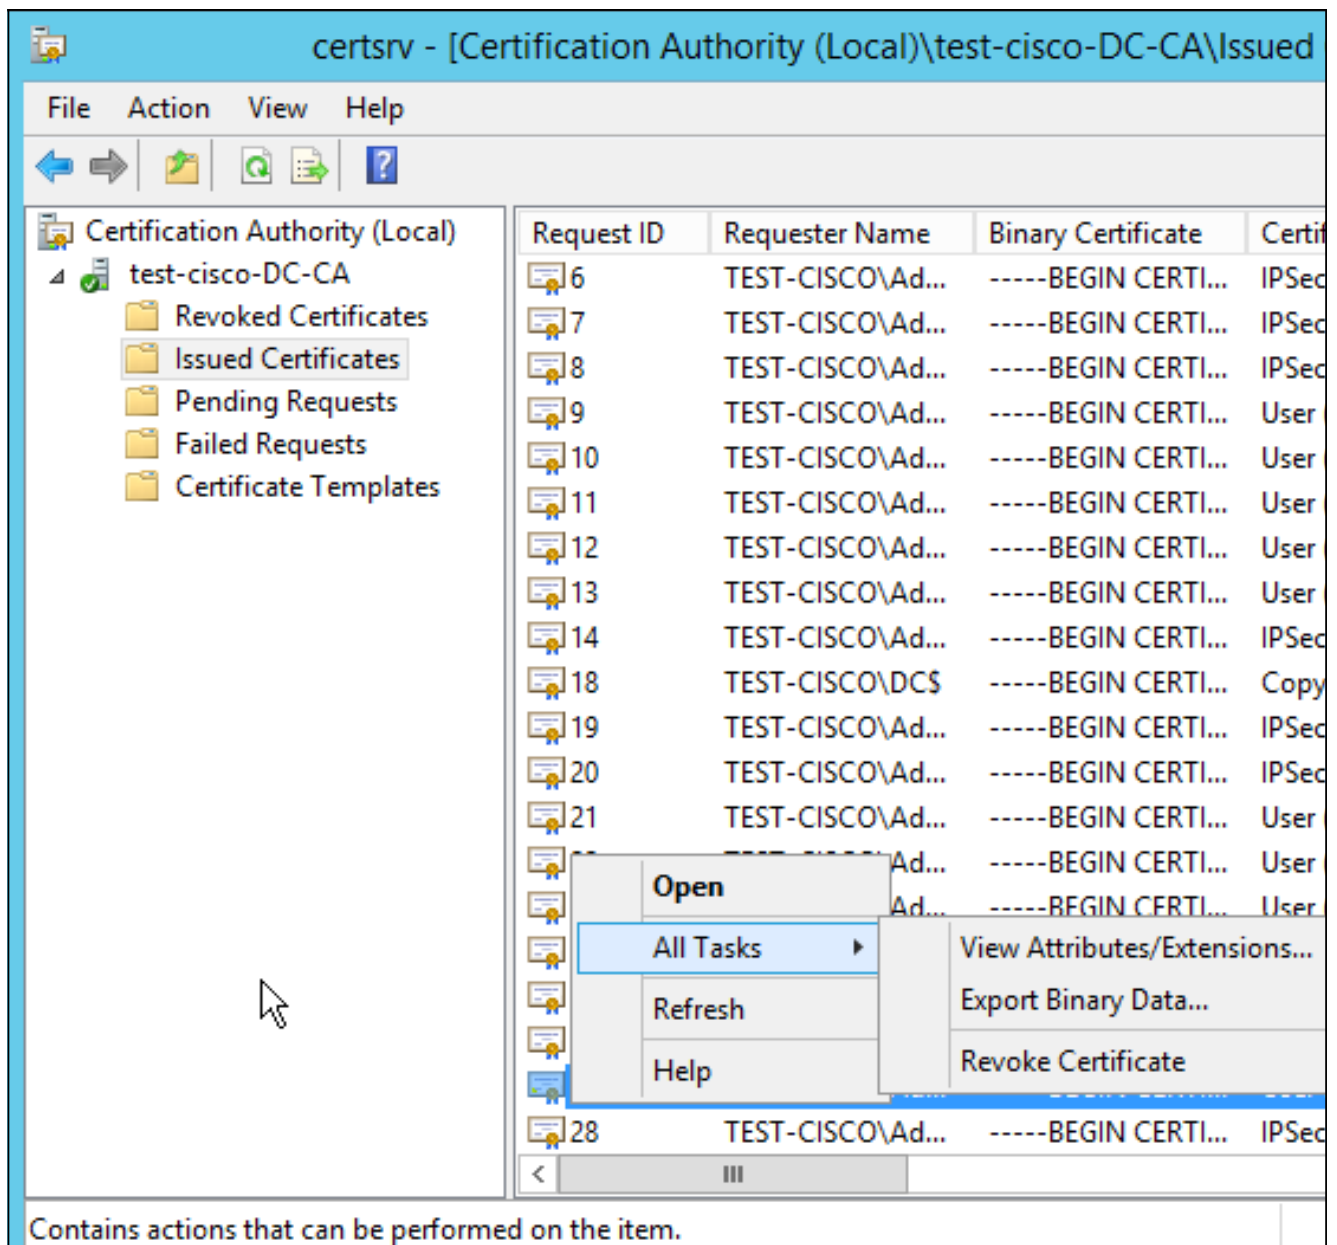 certsrv - [Certification Authority (Local)\test-cisco-DC-CA\Issued
File Action View Help
Certification Authority (Local)
test-cisco-DC-CA
Revoked Certificates
Issued Certificates
Pending Requests
Failed Requests
Certificate Templates
Request ID Requester Name Binary Certificate Certif
6 TEST-CISCO\Ad... -----BEGIN CERTI... IPSec
7 TEST-CISCO\Ad... -----BEGIN CERTI... IPSec
8 TEST-CISCO\Ad... -----BEGIN CERTI... IPSec
9 TEST-CISCO\Ad... -----BEGIN CERTI... User
10 TEST-CISCO\Ad... -----BEGIN CERTI... User
11 TEST-CISCO\Ad... -----BEGIN CERTI... User
12 TEST-CISCO\Ad... -----BEGIN CERTI... User
13 TEST-CISCO\Ad... -----BEGIN CERTI... User
14 TEST-CISCO\Ad... -----BEGIN CERTI... IPSec
18 TEST-CISCO\DC$ -----BEGIN CERTI... Copy
19 TEST-CISCO\Ad... -----BEGIN CERTI... IPSec
20 TEST-CISCO\Ad... -----BEGIN CERTI... IPSec
21 TEST-CISCO\Ad... -----BEGIN CERTI... User
Ad... -----BEGIN CERTI... User
Ad... -----BEGIN CERTI... User
Open
All Tasks
Refresh
Help
View Attributes/Extensions...
Export Binary Data...
Revoke Certificate
28 TEST-CISCO\Ad... -----BEGIN CERTI... IPSec
Contains actions that can be performed on the item.